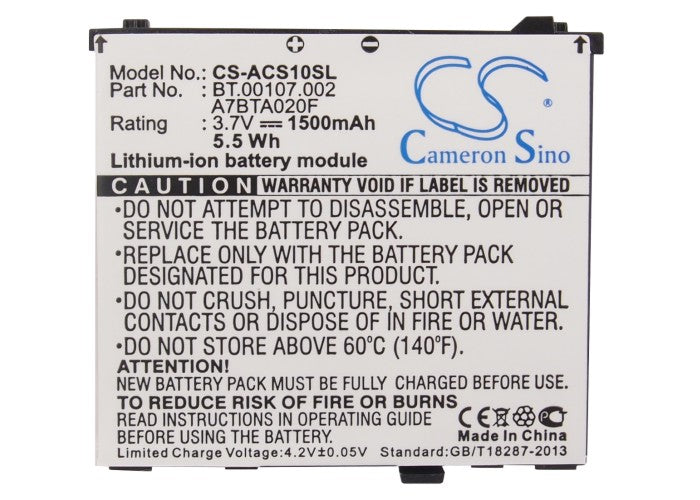 Model No.: CS-ACS10SL
Part No. : BT.00107.002
A7BTA020F
Rating : 3.7V 1500mAh
5.5 Wh
Lithium-ion battery module
CS
Cameron Sino
CAUTION WARRANTY VOID IF LABEL IS REMOVED!
•DO NOT ATTEMPT TO DISASSEMBLE, OPEN OR
SERVICE BATTERY PACK.
•REPLACE ONLY WITH THE BATTERY PACK
DESIGNATED FOR THIS PRODUCT.
•DO NOT CRUSH, PUNCTURE, SHORT EXTERNAL
CONTACTS OR DISPOSE OF IN FIRE OR WATER.
•DO NOT STORE ABOVE 60°C (140°F).
ATTENTION!
NEW BATTERY PACK MUST BE FULLY CHARGED BEFORE USE.
TO REDUCE RISK OF FIRE OR BURNS
READ INSTRUCTIONS IN OPERATING GUIDE
BEFORE USING BATTERY PACK.
Limited Charge Voltage:4.2V±0.05V
CE
Made In China
Standard:GB/T18287-2013